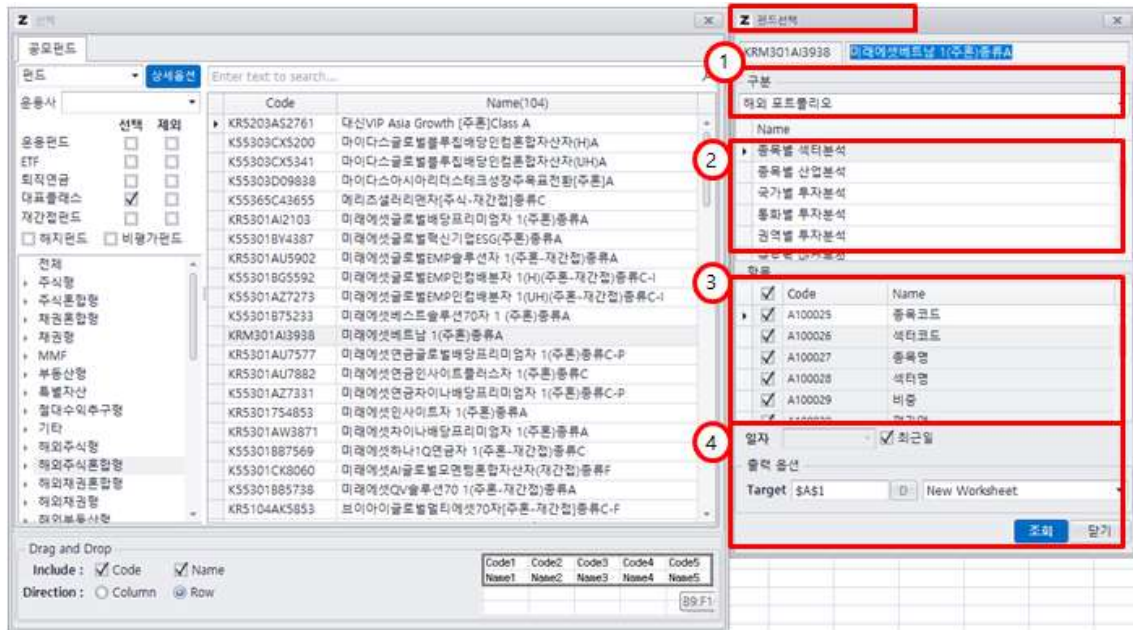 Z 선택
공모펀드
펀드 상세옵션 Enter text to search...
운용사
선택 제외
운용펀드
ETF
퇴직연금
대표클래스
재간접펀드
해지펀드 비평가펀드
전체
주식형
주식혼합형
채권혼합형
채권형
MMF
부동산형
특별자산
절대수익추구형
기타
해외주식형
해외주식혼합형
해외채권혼합형
해외채권형
해외부동산형
Code Name(104)
KR5203AS2761 대신VIP Asia Growth [주혼]Class A
K55303CX5200 마이다스글로벌블루칩배당인컴혼합자산자(H)A
K55303CX5341 마이다스글로벌블루칩배당인컴혼합자산자(UH)A
K55303D09838 마이다스아시아리더스테크성장주목표전환[주혼]A
K55365C43655 메리츠샐러리맨자[주식-재간접]종류C
KR5301AI2103 미래에셋글로벌배당프리미엄자 1(주혼)종류A
K55301BY4387 미래에셋글로벌혁신기업ESG(주혼)종류A
KR5301AU5902 미래에셋글로벌EMP솔루션자 1(주혼-재간접)종류A
K55301BG5592 미래에셋글로벌EMP인컴배분자 1(H)(주혼-재간접)종류C-I
K55301AZ7273 미래에셋글로벌EMP인컴배분자 1(UH)(주혼-재간접)종류C-I
K55301B75233 미래에셋베스트솔루션70자 1 (주혼)종류A
KRM301AI3938 미래에셋베트남 1(주혼)종류A
KR5301AU7577 미래에셋연금글로벌배당프리미엄자 1(주혼)종류C-P
KR5301AU7882 미래에셋연금인사이트플러스자 1(주혼)종류C
K55301AZ7331 미래에셋연금차이나배당프리미엄자 1(주혼)종류C-P
KR5301754853 미래에셋인사이트자 1(주혼)종류A
KR5301AW3871 미래에셋차이나배당프리미엄자 1(주혼)종류A
K55301B87569 미래에셋하나1Q연금자 1(주혼-재간접)종류C
K55301CK8060 미래에셋AI글로벌모멘텀혼합자산자(재간접)종류F
K55301B85738 미래에셋QV솔루션70 1(주혼-재간접)종류A
KR5104AK5853 브이아이글로벌멀티에셋70자[주혼-재간접]종류C-F
Drag and Drop
Include : Code Name
Direction : Column Row
Code1 Code2 Code3 Code4 Code5
Name1 Name2 Name3 Name4 Name5
B9:F1
Z 펀드선택
KRM301AI3938 미래에셋베트남 1(주혼)종류A
1
구분
해외 포트폴리오
Name
2
종목별 섹터분석
종목별 산업분석
국가별 투자분석
통화별 투자분석
권역별 투자분석
항목
3
Code Name
A100025 종목코드
A100026 섹터코드
A100027 종목명
A100028 섹터명
A100029 비중
4
일자 최근일
출력 옵션
Target $A$1 D New Worksheet
조회 닫기